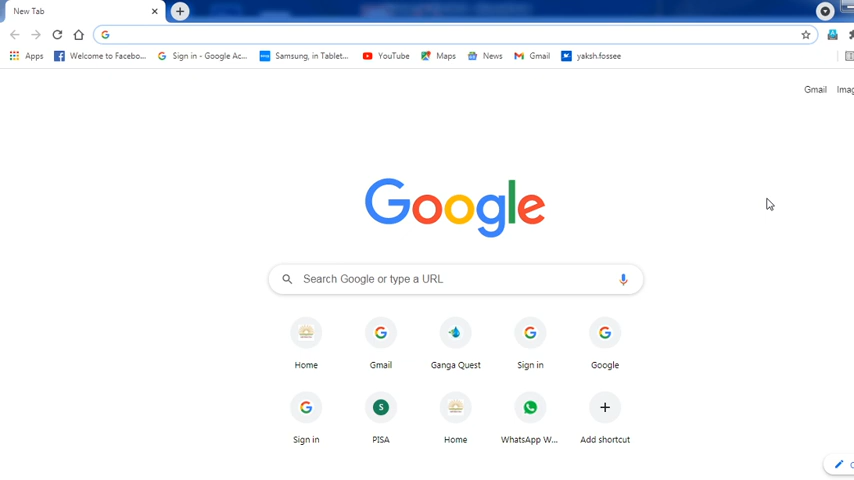 New Tab
Apps Welcome to Facebo... Sign in - Google Ac... Samsung, in Tablet... YouTube Maps News Gmail yaksh.fossee
Gmail Imag
Google
Search Google or type a URL
Home Gmail Ganga Quest Sign in Google
Sign in S PISA Home WhatsApp W... Add shortcut